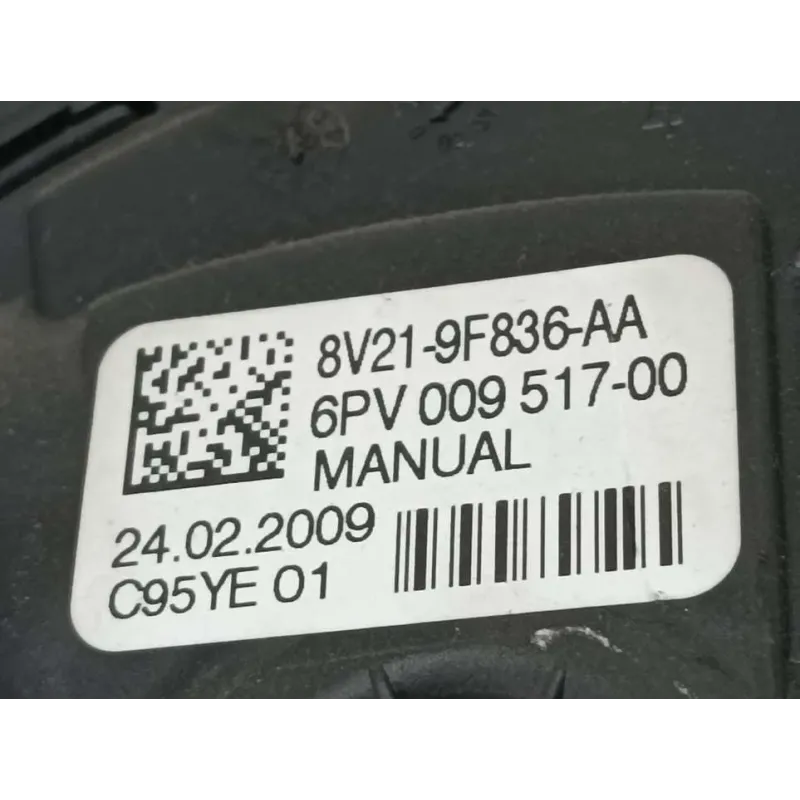 8V21-9F836-AA
6PV 009 517-00
MANUAL
24.02.2009
C95YE 01